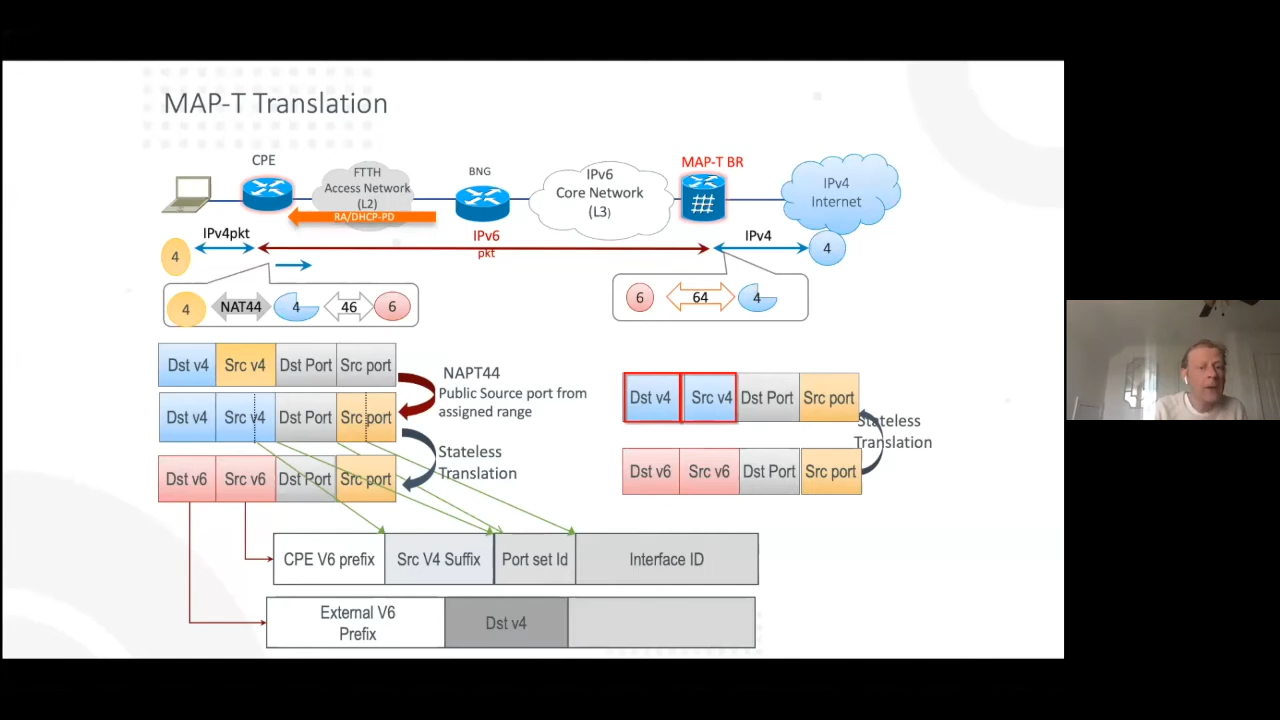 MAP-T Translation
CPE
FTTH
Access Network
(L2)
RA/DHCP-PD
BNG
IPv6
Core Network
(L3)
MAP-T BR
IPv4
Internet
4
IPv4pkt
IPv6
pkt
IPv4
4
4 NAT44 4 46 6
6 64 4
Dst v4 Src v4 Dst Port Src port
NAPT44
Public Source port from
assigned range
Dst v4 Src v4 Dst Port Src port
Stateless
Translation
Dst v6 Src v6 Dst Port Src port
Dst v4 Src v4 Dst Port Src port
Stateless
Translation
Dst v6 Src v6 Dst Port Src port
CPE V6 prefix Src V4 Suffix Port set Id Interface ID
External V6
Prefix
Dst v4